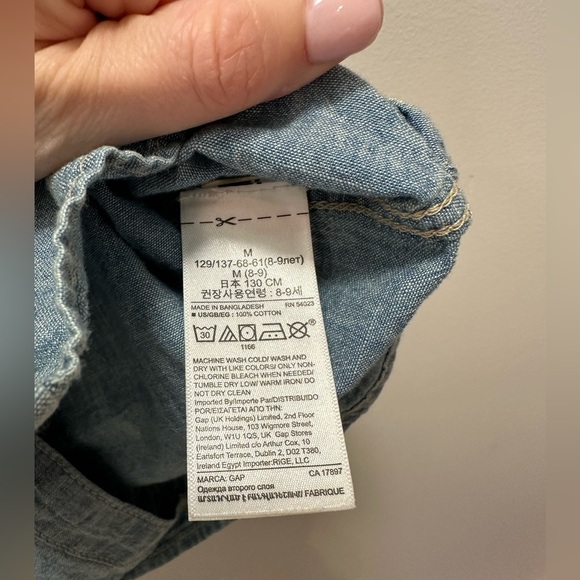 M
129/137-68-61(8-9лет)
M (8-9)
日本 130 CM
권장사용연령 : 8-9세
MADE IN BANGLADESH RN 54023
■ US/GB/EG : 100% COTTON
30
1166
MACHINE WASH COLD/ WASH AND
DRY WITH LIKE COLORS/ ONLY NON-
CHLORINE BLEACH WHEN NEEDED/
TUMBLE DRY LOW/ WARM IRON/ DO
NOT DRY CLEAN
Imported By/Importe Par/DISTRIBUIDO
POR/ΕΙΣΑΓΕΤΑΙ ΑΠΟ ΤΗΝ:
Gap (UK Holdings) Limited, 2nd Floor
Nations House, 103 Wigmore Street,
London, W1U 1QS, UK Gap Stores
(Ireland) Limited c/o Arthur Cox, 10
Earlsfort Terrace, Dublin 2, D02 T380,
Ireland Egypt Importer:RIGE, LLC
MARCA: GAP CA 17897
Одежда второго слоя
FABRIQUE